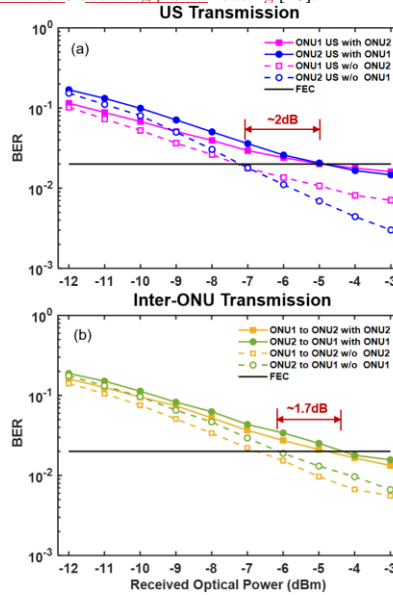 US Transmission
(a)
ONU1 US with ONU2
ONU2 US with ONU1
ONU1 US w/o ONU2
ONU2 US w/o ONU1
FEC
~2dB
BER
10^0
10^-1
10^-2
10^-3
-12 -11 -10 -9 -8 -7 -6 -5 -4 -3
Inter-ONU Transmission
(b)
ONU1 to ONU2 with ONU2
ONU2 to ONU1 with ONU1
ONU1 to ONU2 w/o ONU2
ONU2 to ONU1 w/o ONU1
FEC
~1.7dB
BER
10^0
10^-1
10^-2
10^-3
-12 -11 -10 -9 -8 -7 -6 -5 -4 -3
Received Optical Power (dBm)